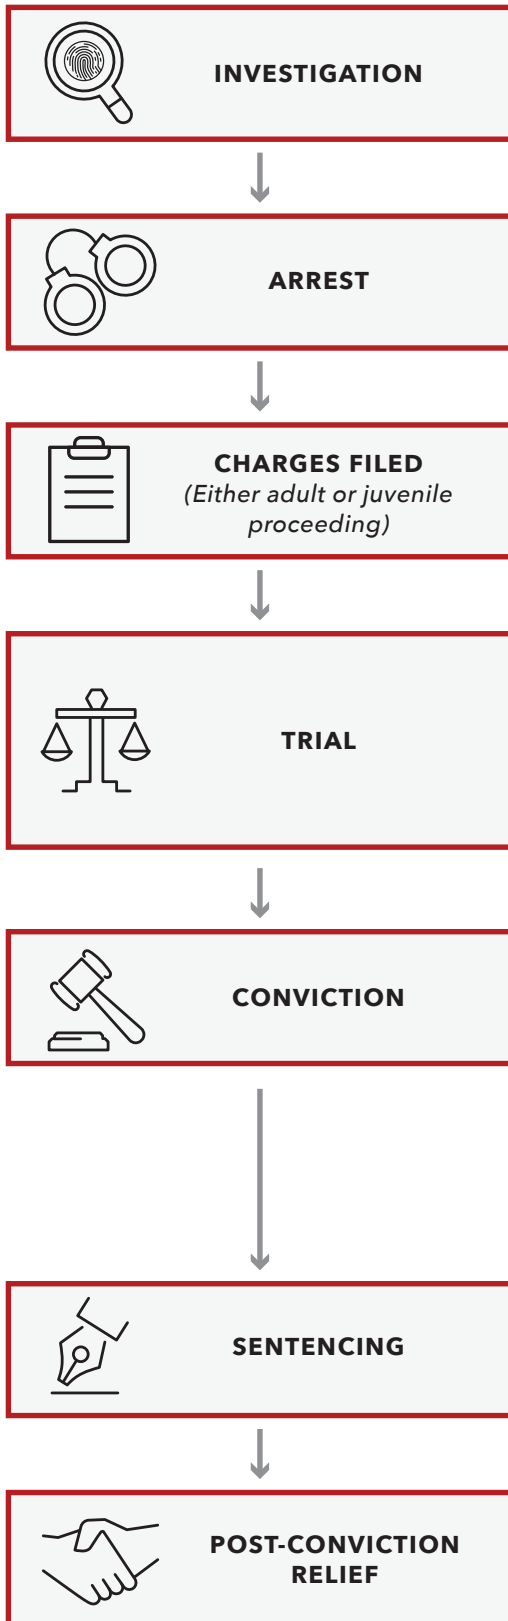 INVESTIGATION
ARREST
CHARGES FILED
(Either adult or juvenile
proceeding)
TRIAL
CONVICTION
SENTENCING
POST-CONVICTION
RELIEF